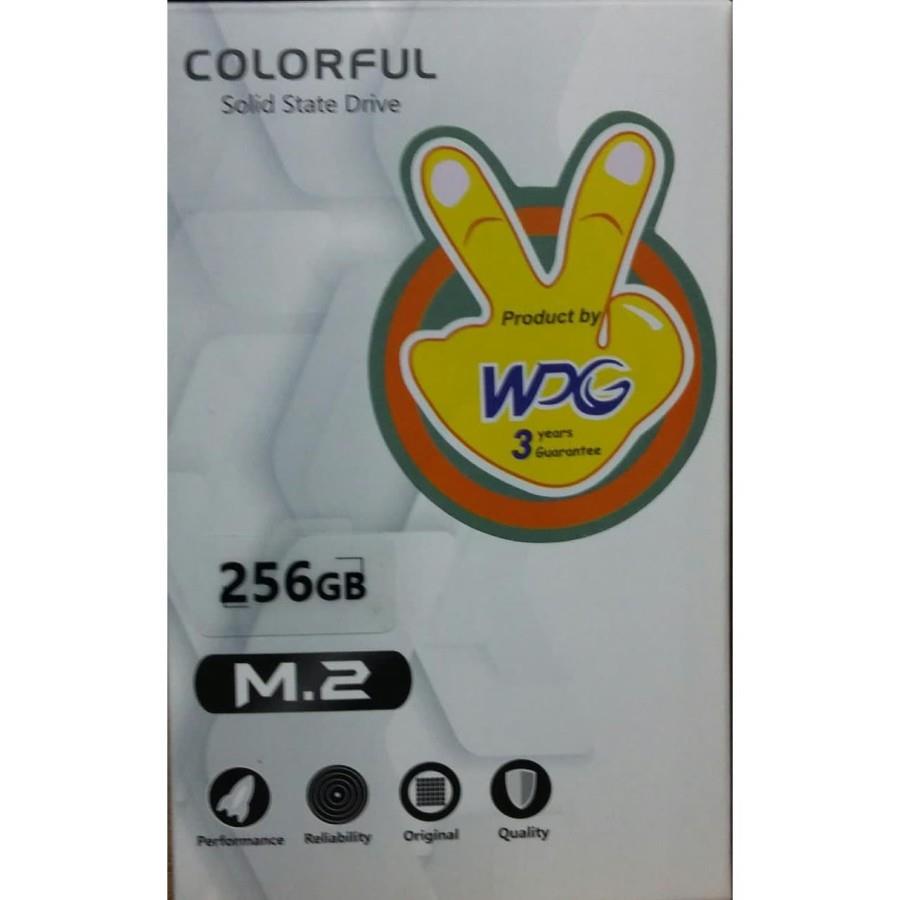 COLORFUL
Solid State Drive
Product by
WDG
3 years
Guarantee
256GB
M.2
Performance Reliability Original Quality